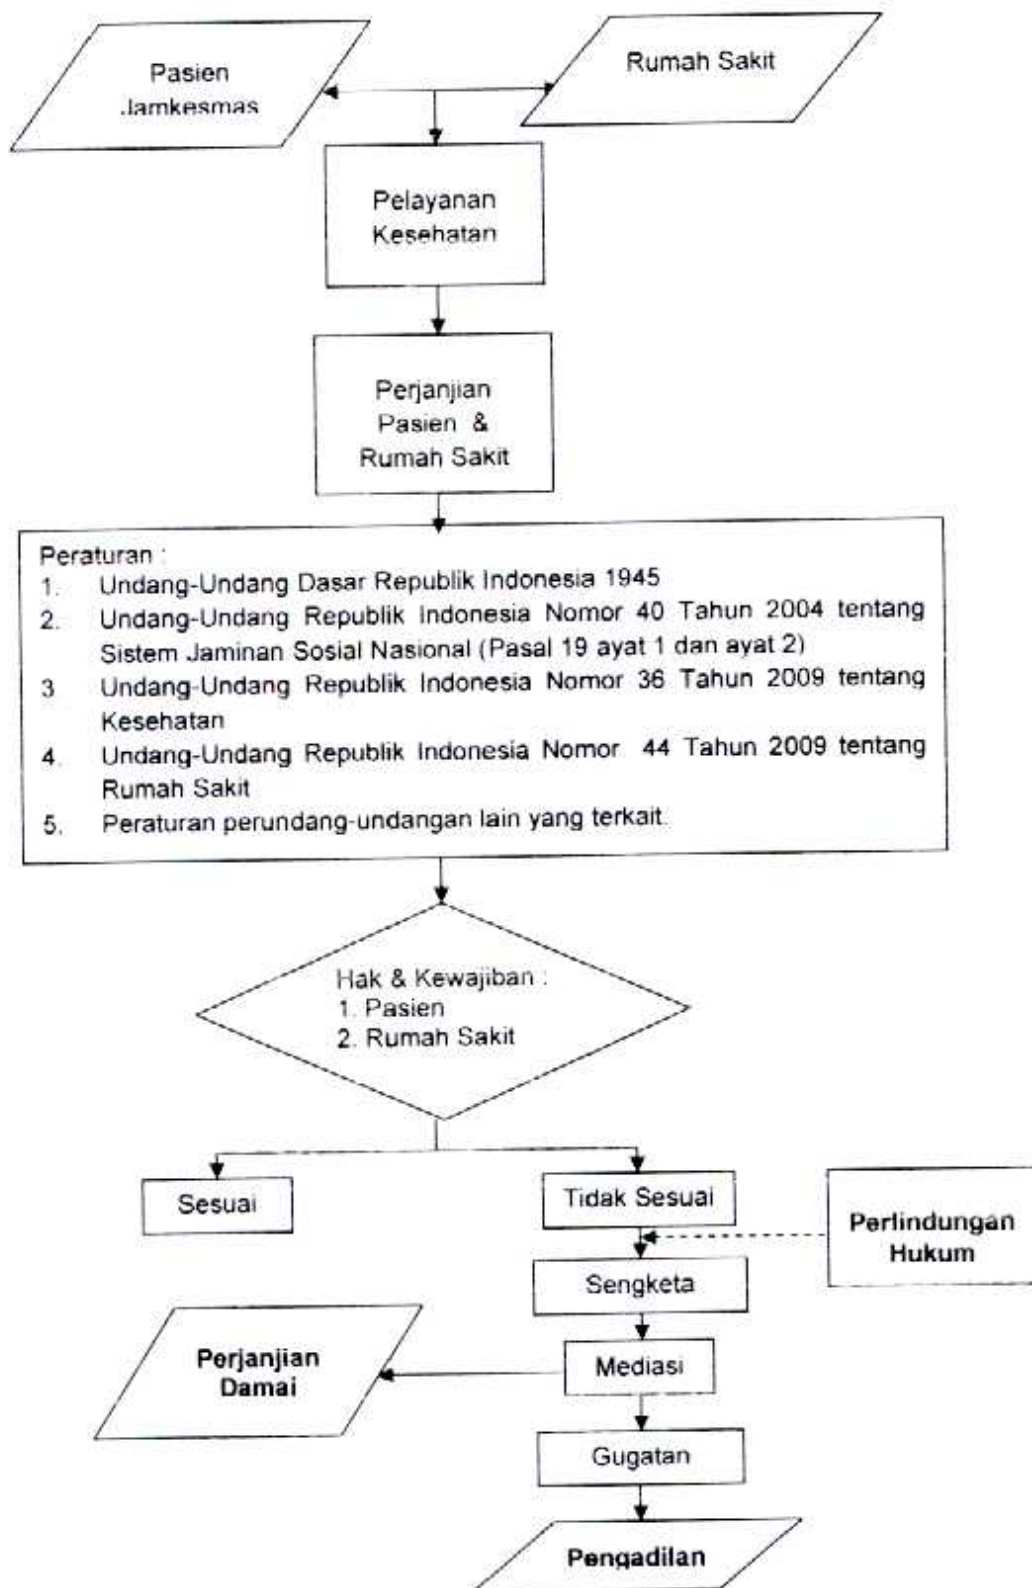 Pasien
Jamkesmas
Rumah Sakit
Pelayanan
Kesehatan
Perjanjian
Pasien &
Rumah Sakit
Peraturan :
1. Undang-Undang Dasar Republik Indonesia 1945
2. Undang-Undang Republik Indonesia Nomor 40 Tahun 2004 tentang
Sistem Jaminan Sosial Nasional (Pasal 19 ayat 1 dan ayat 2)
3 Undang-Undang Republik Indonesia Nomor 36 Tahun 2009 tentang
Kesehatan
4. Undang-Undang Republik Indonesia Nomor 44 Tahun 2009 tentang
Rumah Sakit
5. Peraturan perundang-undangan lain yang terkait.
Hak & Kewajiban :
1. Pasien
2. Rumah Sakit
Sesuai
Tidak Sesuai
Perlindungan
Hukum
Sengketa
Mediasi
Perjanjian
Damai
Gugatan
Pengadilan